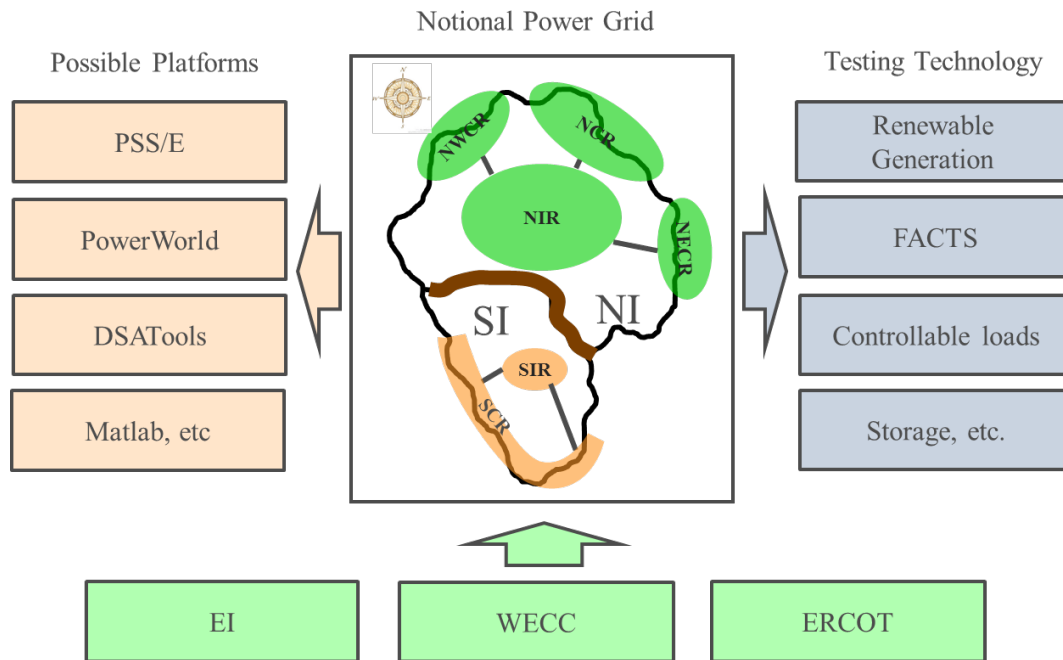 Notional Power Grid
Possible Platforms
Testing Technology
PSS/E
PowerWorld
DSATools
Matlab, etc
N
W
E
S
NWCR
NCR
NIR
NECR
SI
NI
SIR
SCR
Renewable
Generation
FACTS
Controllable loads
Storage, etc.
EI
WECC
ERCOT